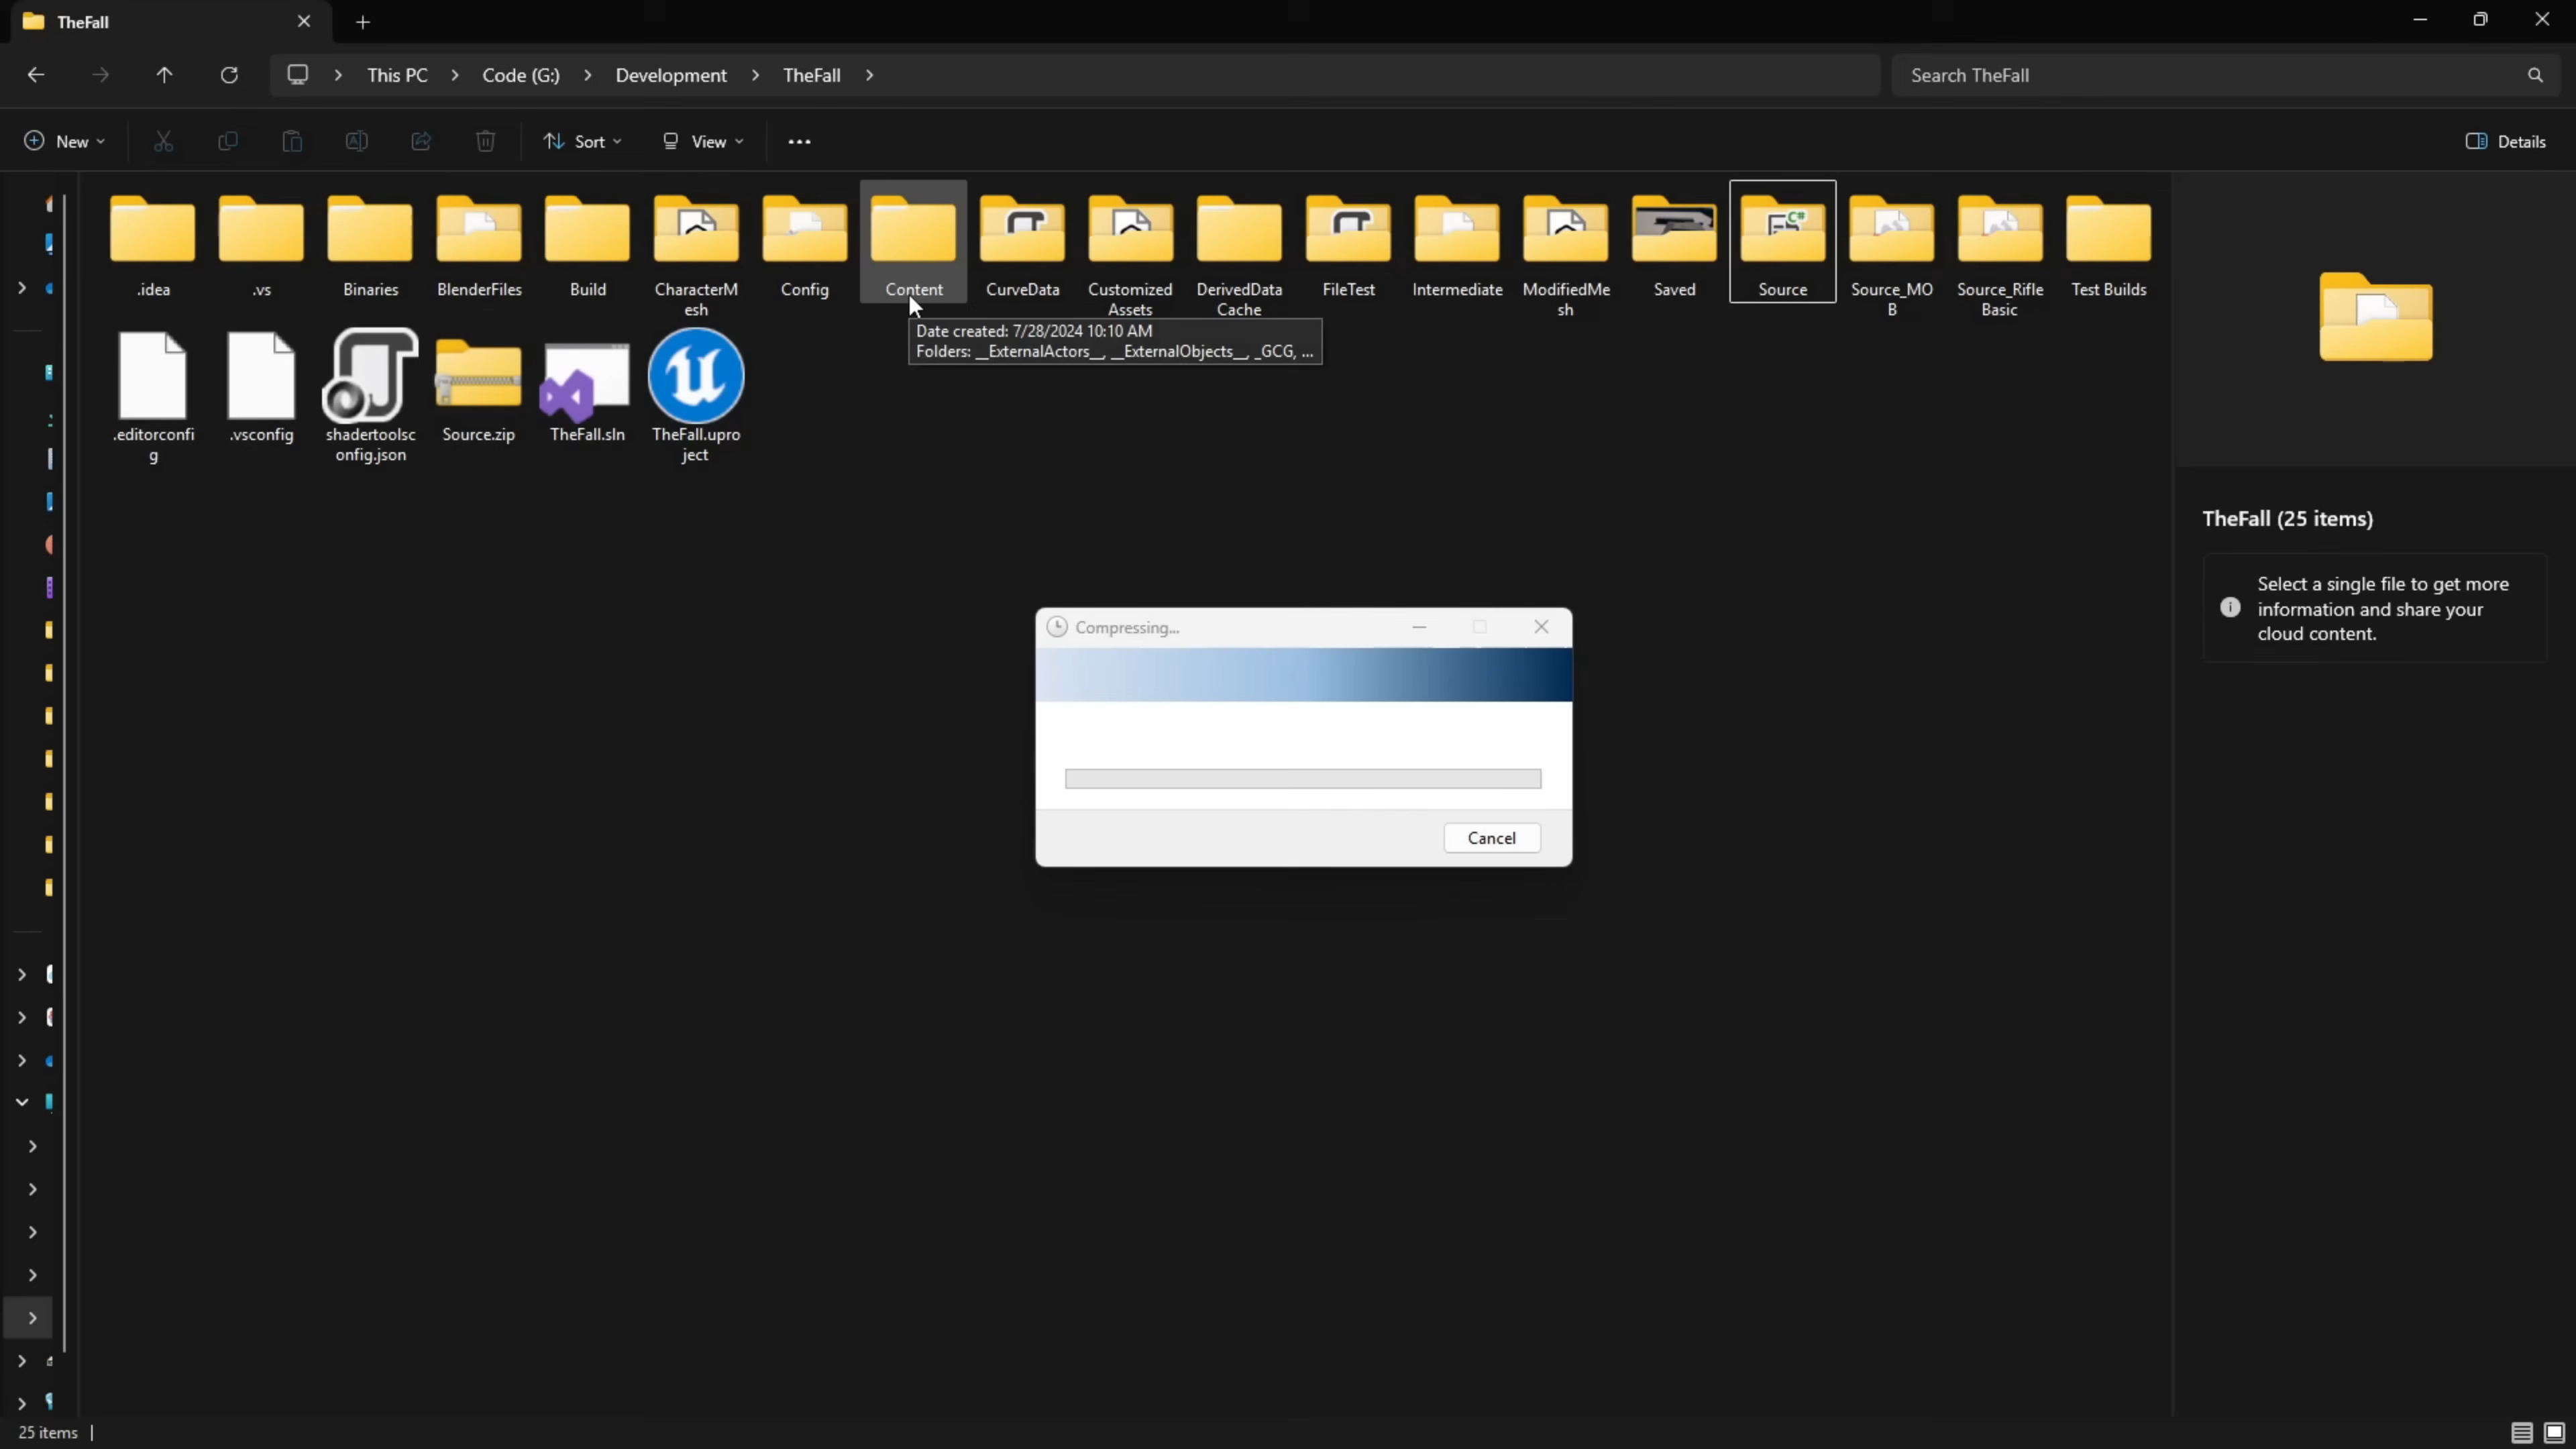 TheFall
This PC
Code (G:)
Development
TheFall
Search TheFall
New
Sort
View
Details
.idea
.vs
Binaries
BlenderFiles
Build
CharacterM
esh
Config
Content
CurveData
Customized
Assets
DerivedData
Cache
FileTest
Intermediate
ModifiedMe
sh
Saved
C#
Source
Source_MO
B
Source_Rifle
Basic
Test Builds
Date created: 7/28/2024 10:10 AM
Folders: __ExternalActors__, __ExternalObjects__, _GCG, ...
.editorconfi
g
.vsconfig
shadertoolsc
onfig.json
Source.zip
TheFall.sln
TheFall.upro
ject
TheFall (25 items)
Select a single file to get more
information and share your
cloud content.
Compressing...
Cancel
25 items